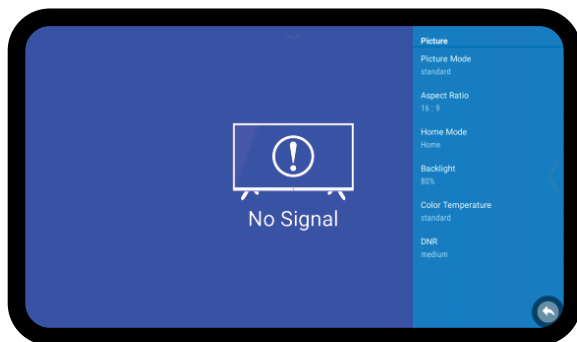 No Signal
Picture
Picture Mode
standard
Aspect Ratio
16 : 9
Home Mode
Home
Backlight
80%
Color Temperature
standard
DNR
medium